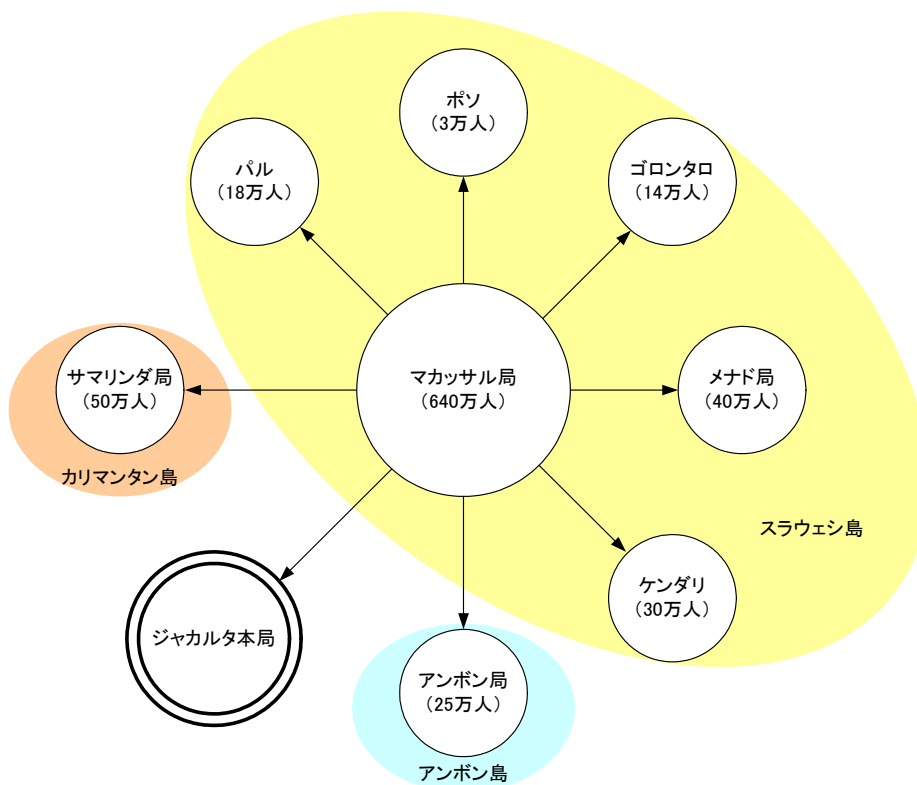 ポソ
（3万人）
パル
（18万人）
ゴロンタロ
（14万人）
サマリンダ局
（50万人）
マカッサル局
（640万人）
メナド局
（40万人）
カリマンタン島
スラウェシ島
ケンダリ
（30万人）
ジャカルタ本局
アンボン局
（25万人）
アンボン島